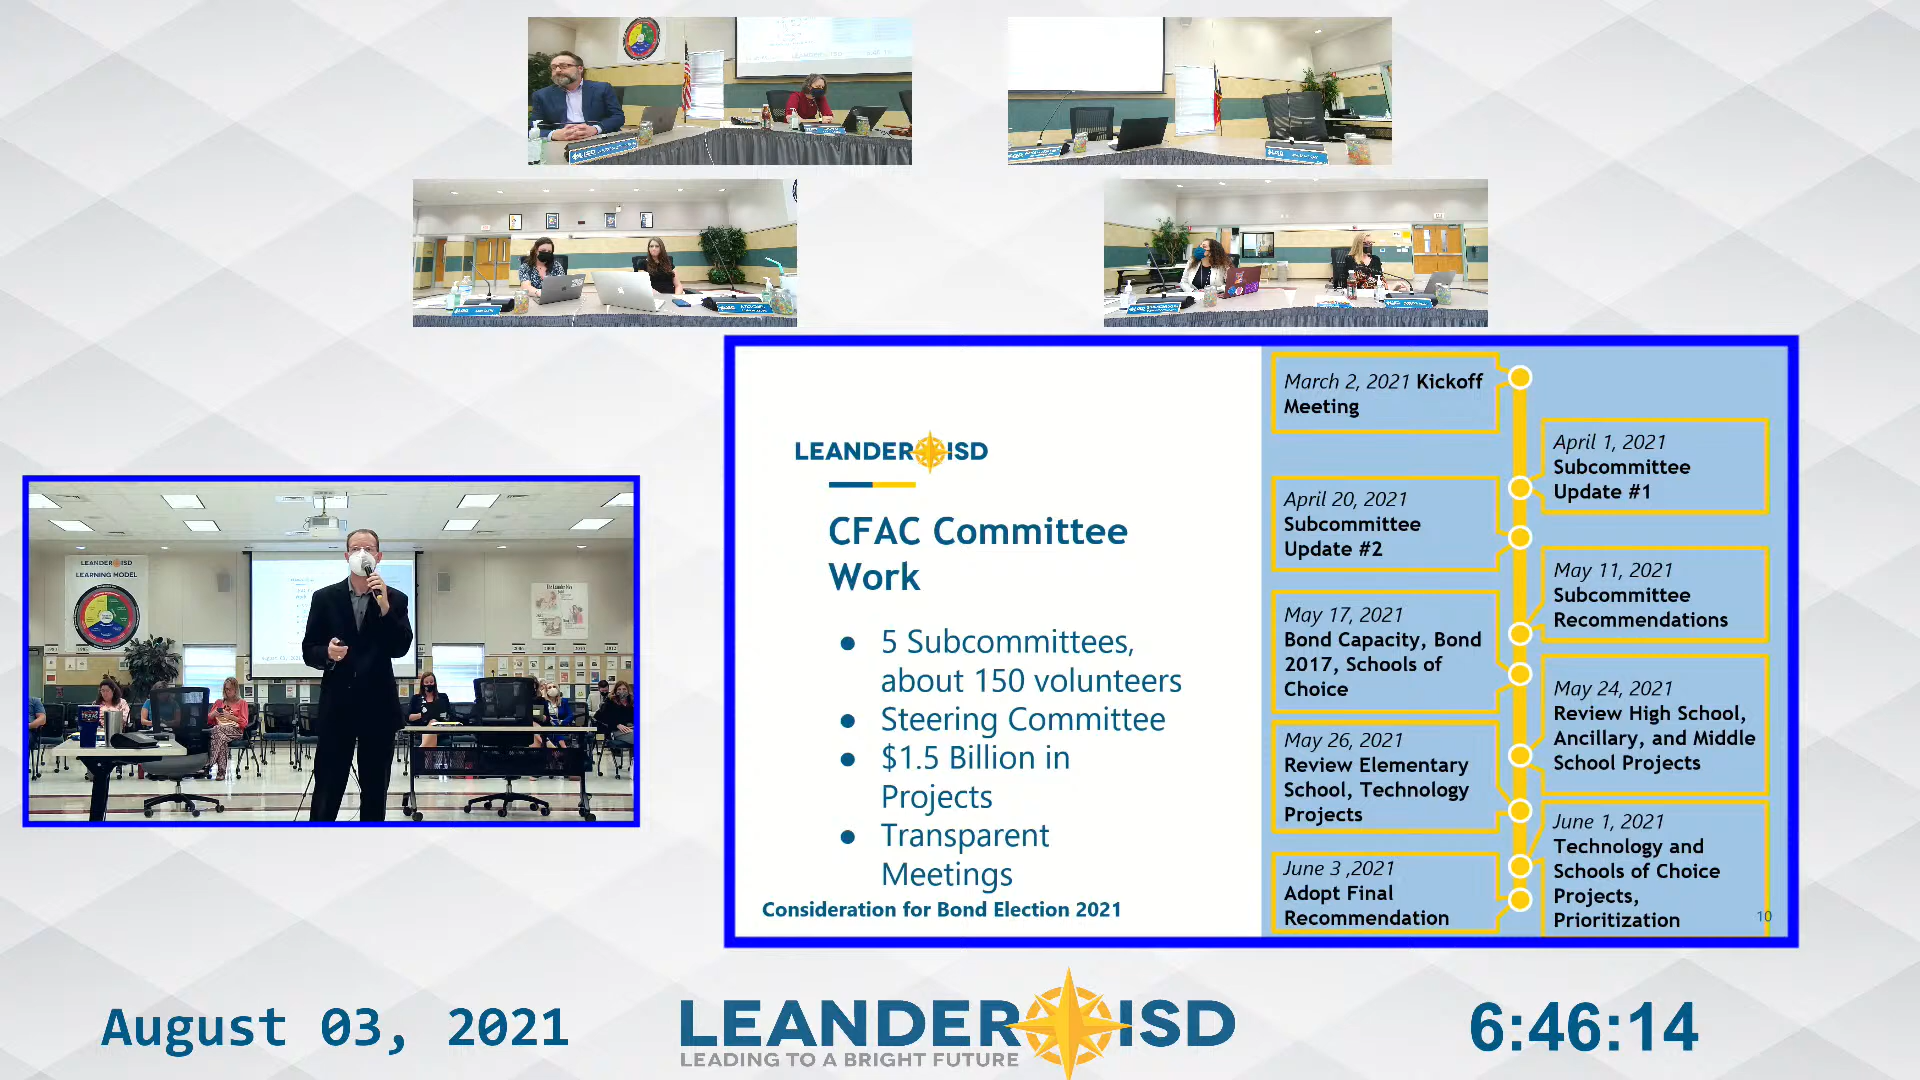 LEANDER ISD
CFAC Committee
Work
● 5 Subcommittees,
about 150 volunteers
● Steering Committee
● $1.5 Billion in
Projects
● Transparent
Meetings
Consideration for Bond Election 2021
March 2, 2021 Kickoff
Meeting
April 1, 2021
Subcommittee
Update #1
April 20, 2021
Subcommittee
Update #2
May 11, 2021
Subcommittee
Recommendations
May 17, 2021
Bond Capacity, Bond
2017, Schools of
Choice
May 24, 2021
Review High School,
Ancillary, and Middle
School Projects
May 26, 2021
Review Elementary
School, Technology
Projects
June 1, 2021
Technology and
Schools of Choice
Projects,
Prioritization
June 3 ,2021
Adopt Final
Recommendation
10
LEANDER ISD
LEARNING MODEL
August 03, 2021
LEANDER ISD
LEADING TO A BRIGHT FUTURE
6:46:14